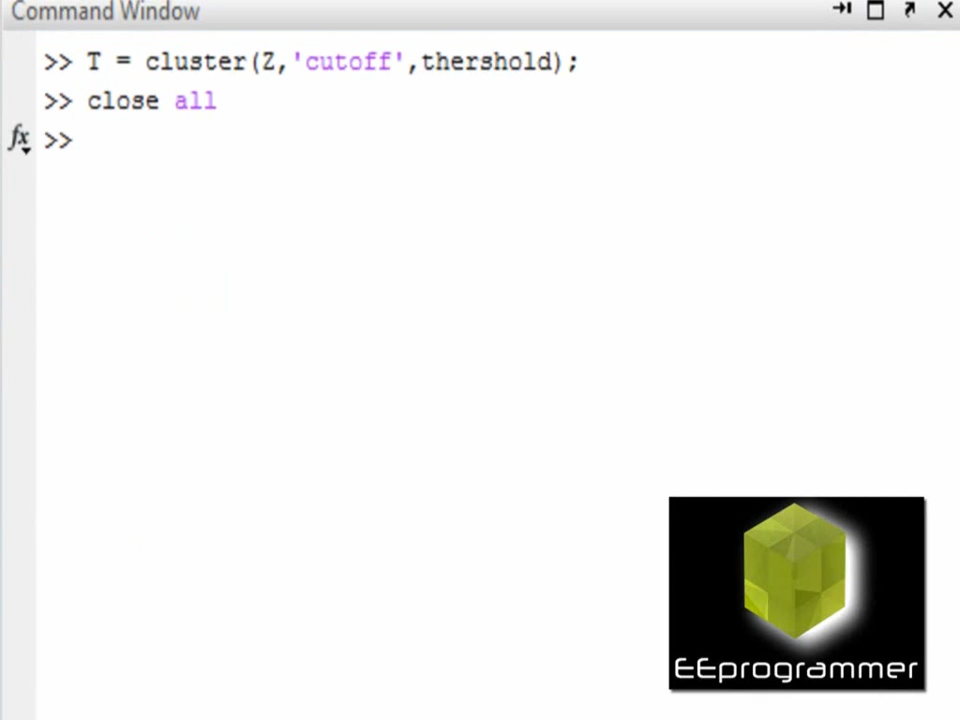 Command Window
>> T = cluster(Z,'cutoff',thershold);
>> close all
fx >>
EEprogrammer